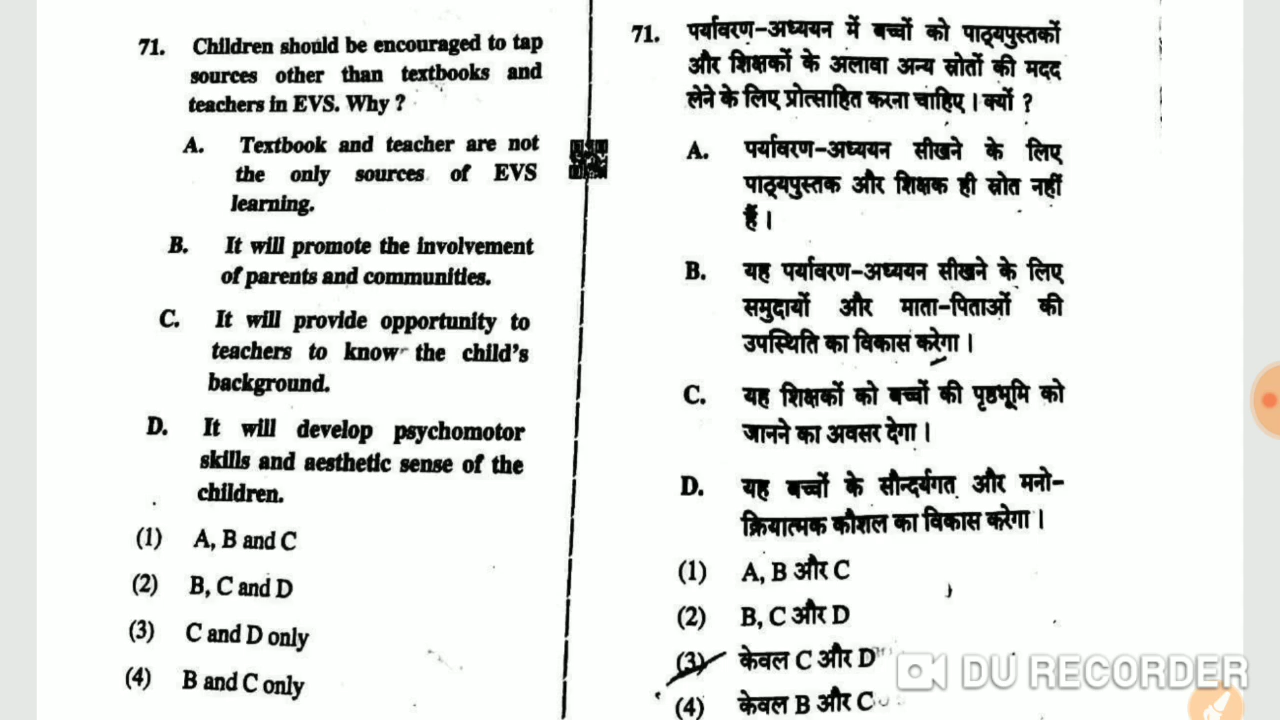 71. Children should be encouraged to tap
sources other than textbooks and
teachers in EVS. Why ?
A. Textbook and teacher are not
the only sources of EVS
learning.
B. It will promote the involvement
of parents and communities.
C. It will provide opportunity to
teachers to know the child's
background.
D. It will develop psychomotor
skills and aesthetic sense of the
children.
(1) A, B and C
(2) B, C and D
(3) C and D only
(4) B and C only
71. पर्यावरण-अध्ययन में बच्चों को पाठ्यपुस्तकों
और शिक्षकों के अलावा अन्य स्रोतों की मदद
लेने के लिए प्रोत्साहित करना चाहिए । क्यों ?
A. पर्यावरण-अध्ययन सीखने के लिए
पाठ्यपुस्तक और शिक्षक ही स्रोत नहीं
हैं ।
B. यह पर्यावरण-अध्ययन सीखने के लिए
समुदायों और माता-पिताओं की
उपस्थिति का विकास करेगा ।
C. यह शिक्षकों को बच्चों की पृष्ठभूमि को
जानने का अवसर देगा ।
D. यह बच्चों के सौन्दर्यगत और मनो-
क्रियात्मक कौशल का विकास करेगा ।
(1) A, B और C
(2) B, C और D
(3) केवल C और D
(4) केवल B और C
DU RECORDER